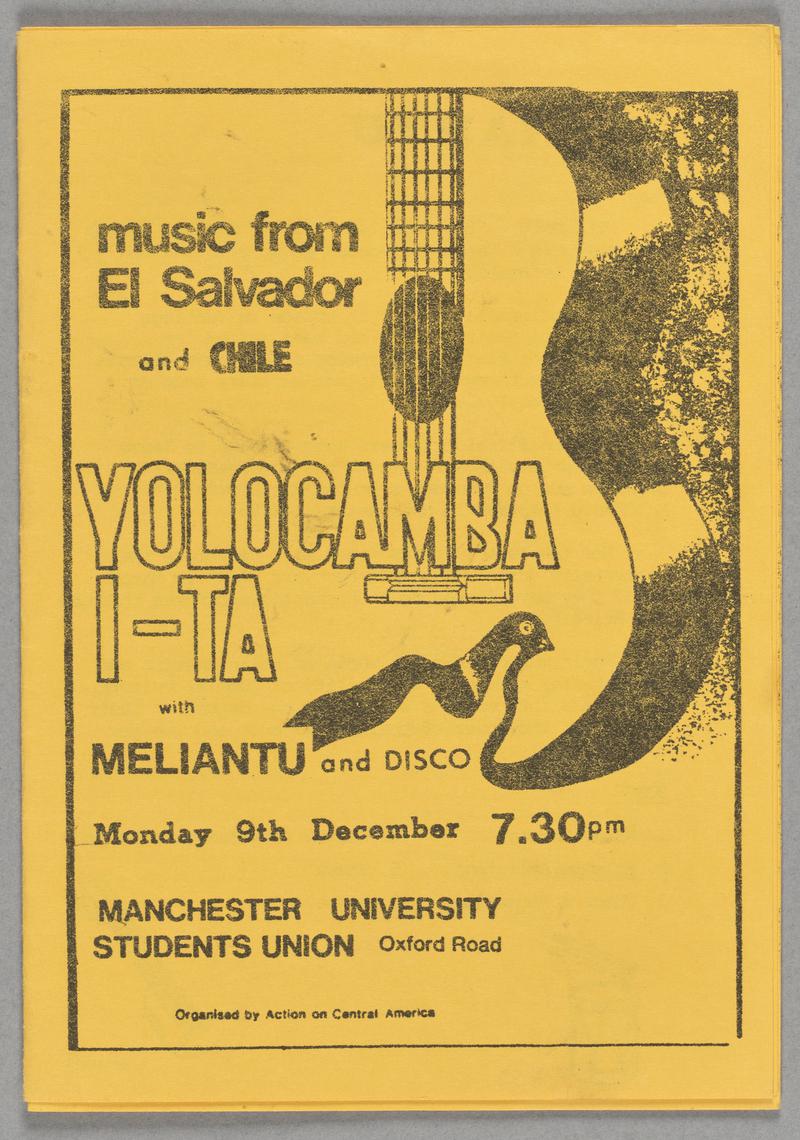 music from
El Salvador
and CHILE
YOLOCAMBA
I-TA
with
MELIANTU and DISCO
Monday 9th December 7.30pm
MANCHESTER UNIVERSITY
STUDENTS UNION Oxford Road
Organised by Action on Central America